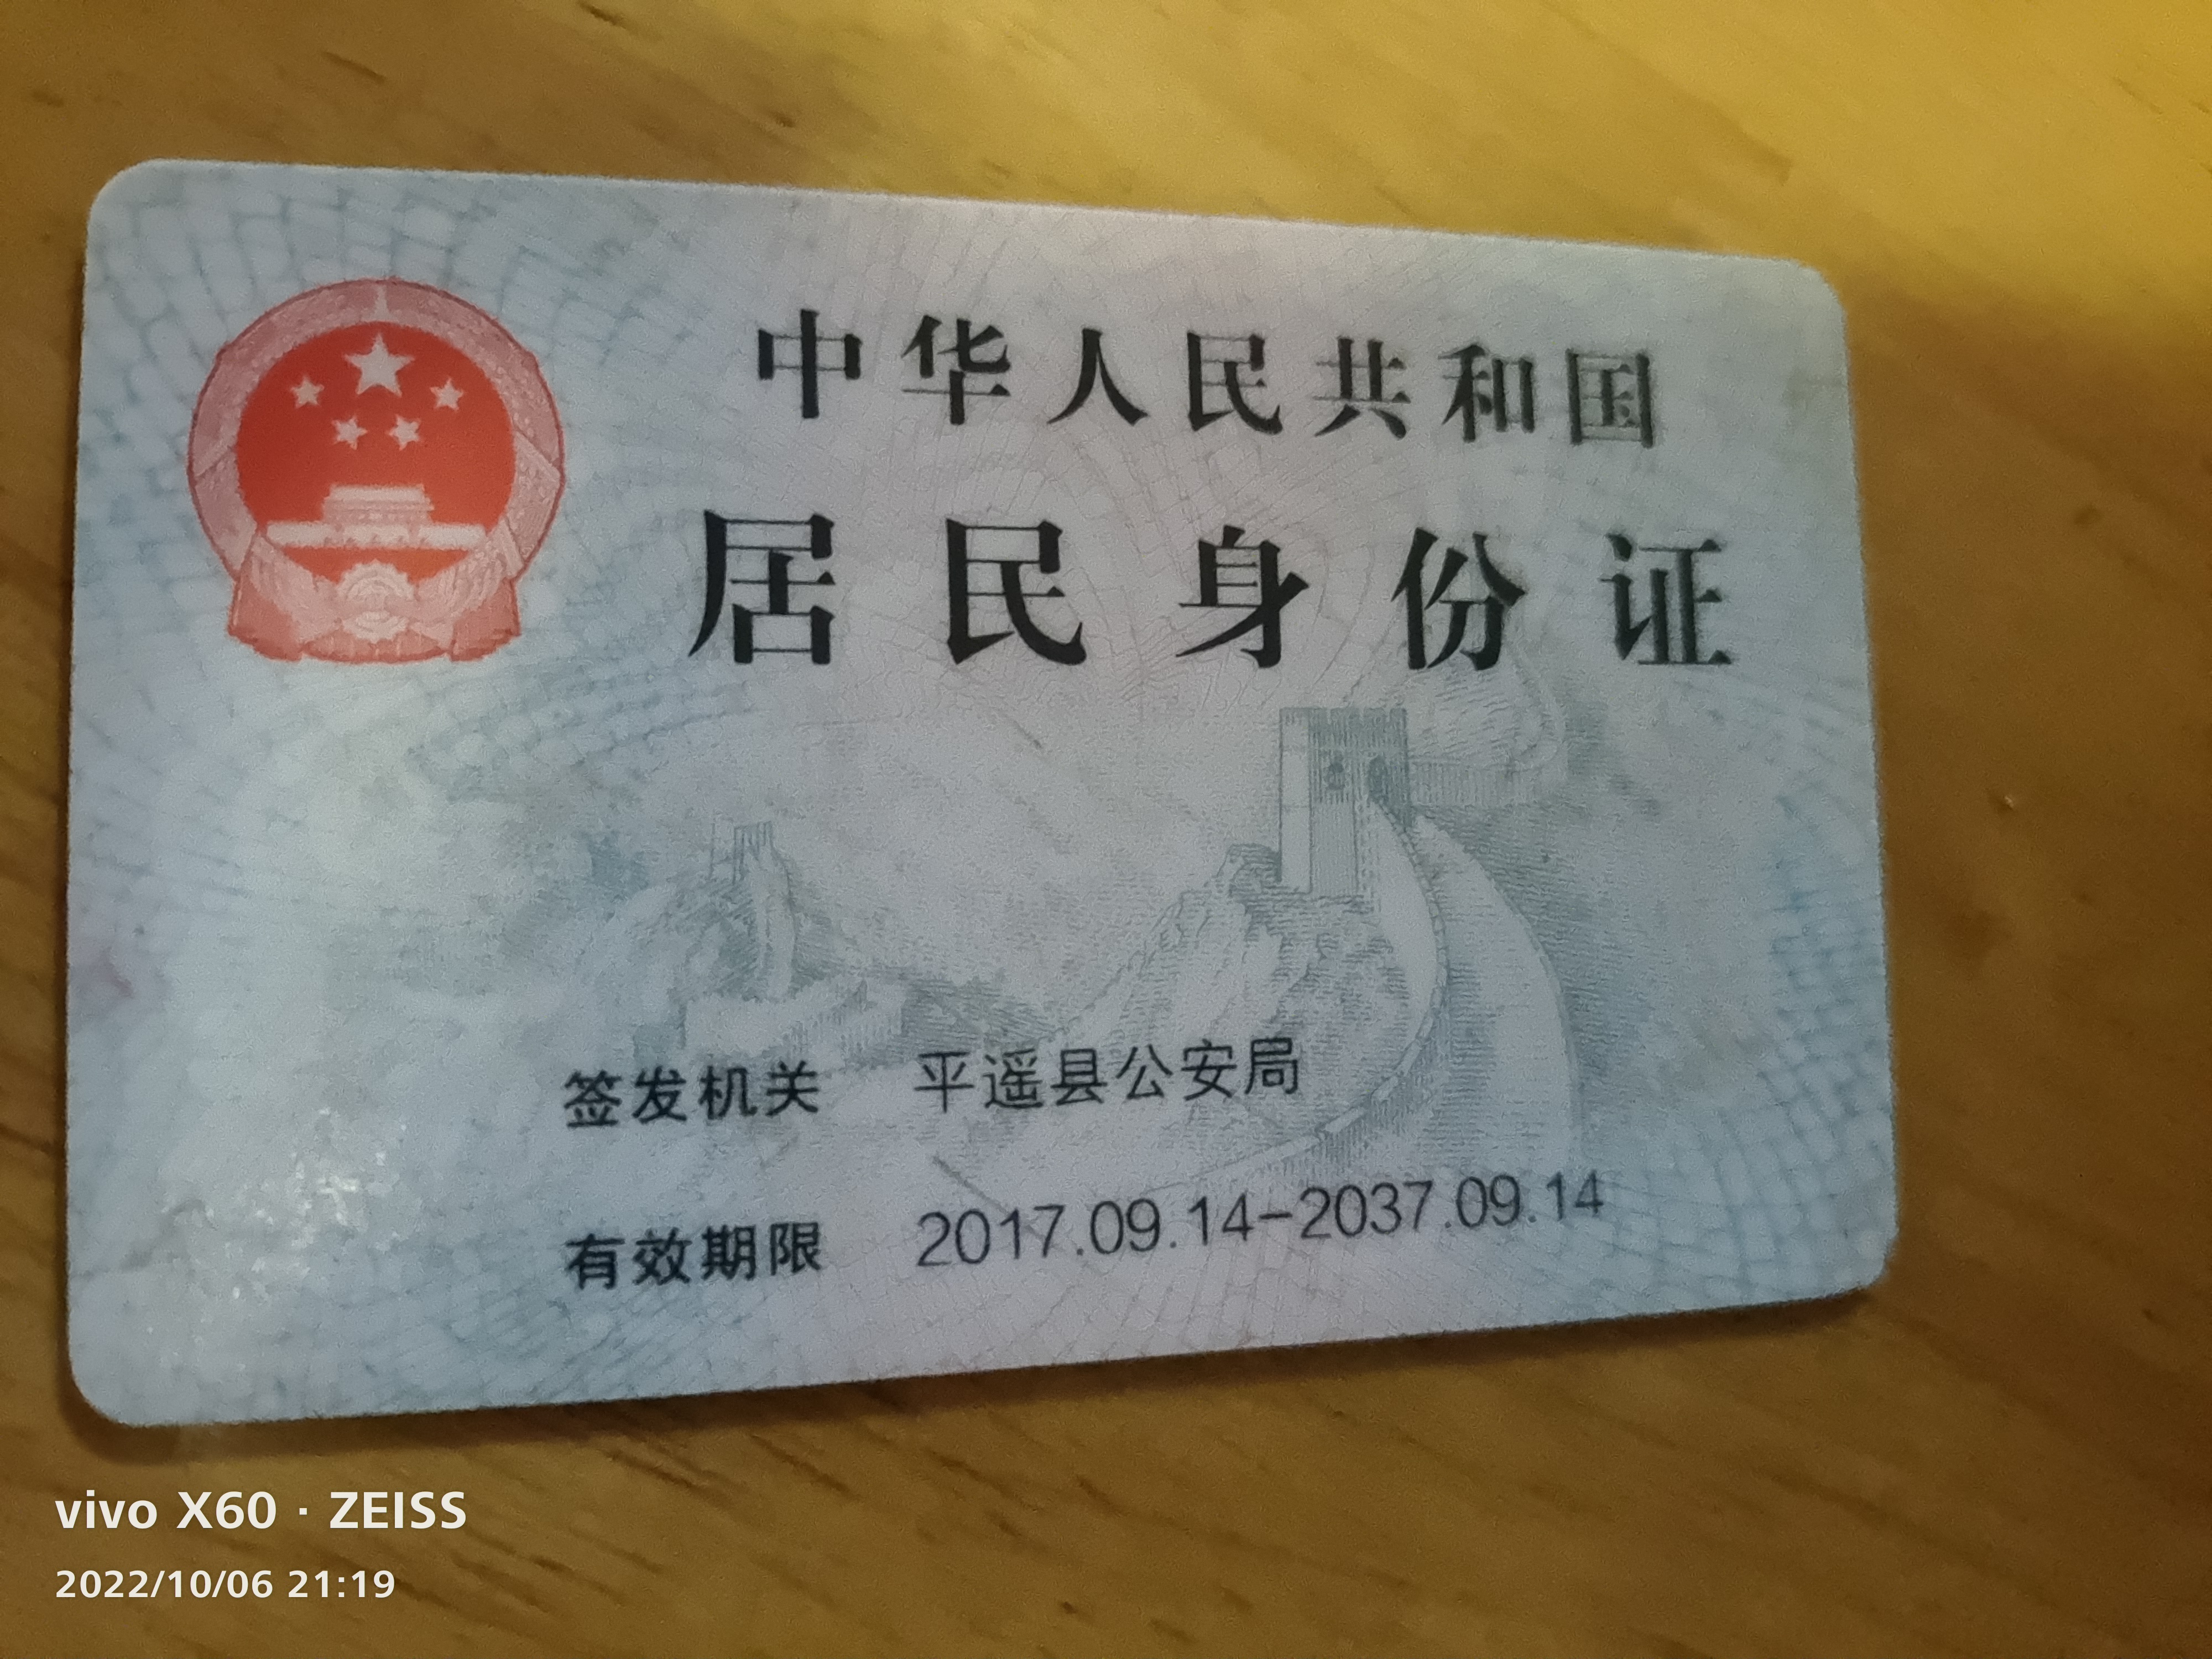 中华人民共和国
居民身份证
签发机关 平遥县公安局
有效期限 2017.09.14-2037.09.14
vivo X60 · ZEISS
2022/10/06 21:19